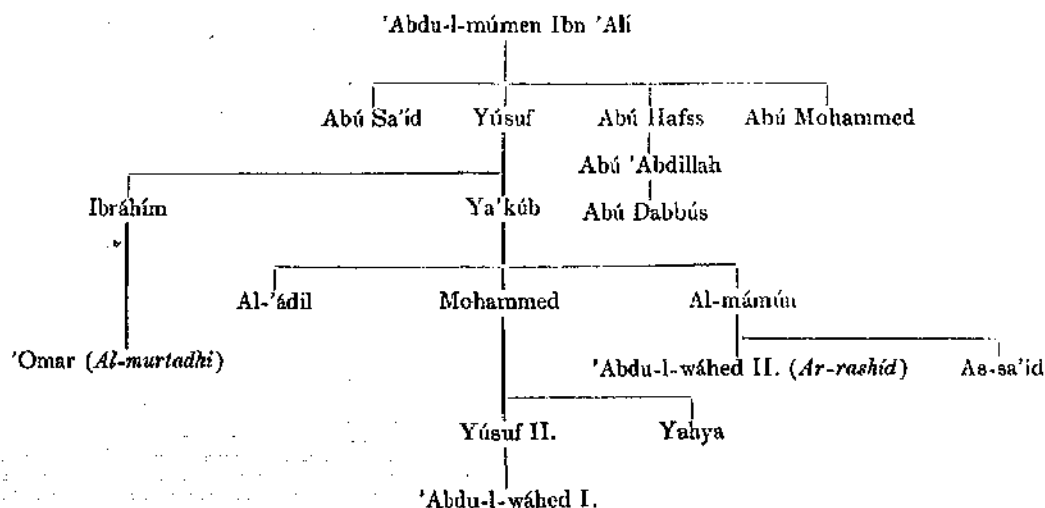 'Abdu-l-múmen Ibn 'Alí
Abú Sa'íd Yúsuf Abú Hafss Abú Mohammed
Abú 'Abdillah
Ibráhím Ya'kúb Abú Dabbús
Al-'ádil Mohammed Al-mámún
'Omar (Al-murtadhi) 'Abdu-l-wáhed II. (Ar-rashíd) As-sa'id
Yúsuf II. Yahya
'Abdu-l-wáhed I.